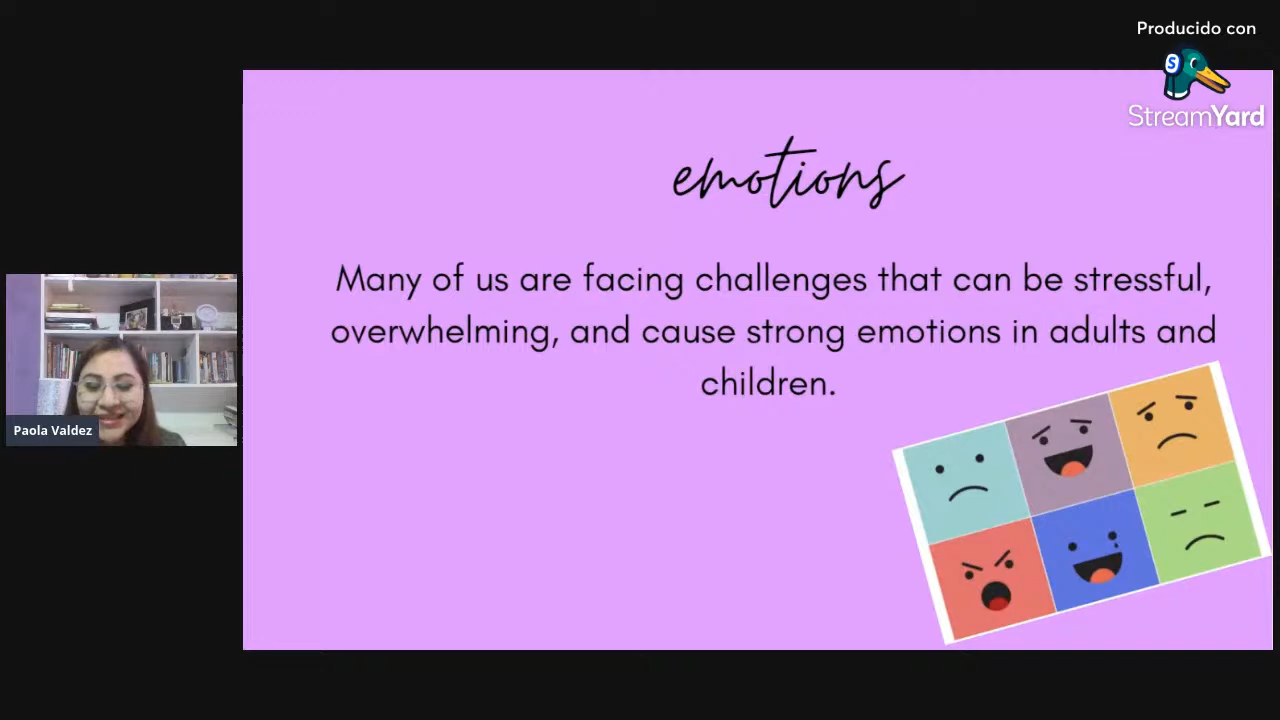 Producido con
StreamYard
emotions
Many of us are facing challenges that can be stressful,
overwhelming, and cause strong emotions in adults and
children.
Paola Valdez